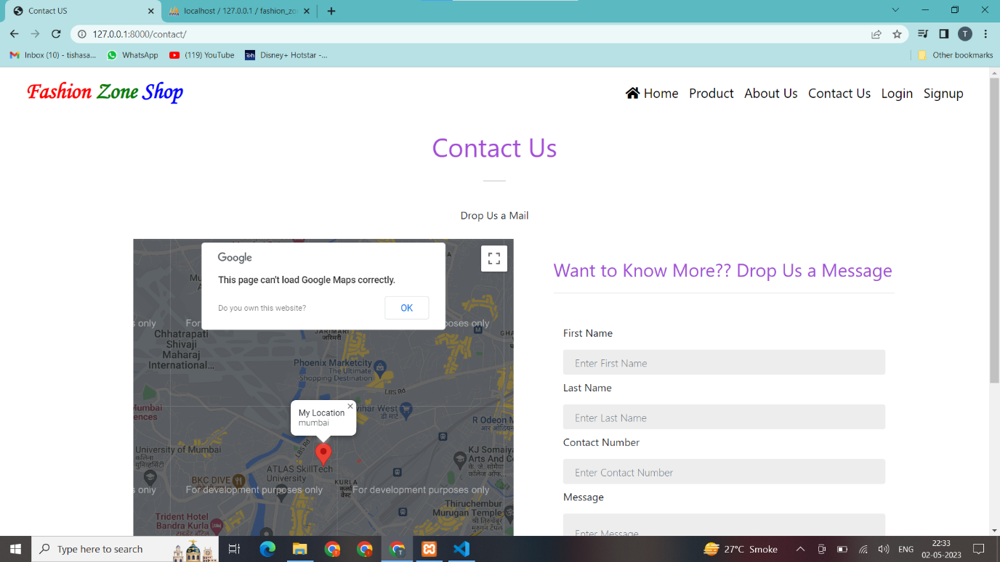 Contact US
localhost / 127.0.0.1 / fashion_zo
127.0.0.1:8000/contact/
T
Inbox (10) - tishasa...
WhatsApp
(119) YouTube
Disney+ Hotstar -...
Other bookmarks
Fashion Zone Shop
Home
Product
About Us
Contact Us
Login
Signup
Contact Us
Drop Us a Mail
Google
This page can't load Google Maps correctly.
Do you own this website?
OK
s only
For
poses only
Chhatrapati
Shivaji
Maharaj
International...
JARIMARI
जरिमरी
Phoenix Marketcity
The Ultimate
Shopping Destination
LBS Rd
vihar West
डी मार्ट
My Location
mumbai
Mumbai
ences
R Odeon M
University of Mumbai
LBS Rd
KJ Somaiya
Arts And C
ATLAS SkillTech
University
BKC DIVE
KURLA
कुर्ला
वेस्ट
s only
For development purposes only
For development purposes only
Trident Hotel
Bandra Kurla
Thiruchembur
Murugan Temple
Want to Know More?? Drop Us a Message
First Name
Enter First Name
Last Name
Enter Last Name
Contact Number
Enter Contact Number
Message
Enter Message
Type here to search
27°C Smoke
ENG
22:33
02-05-2023